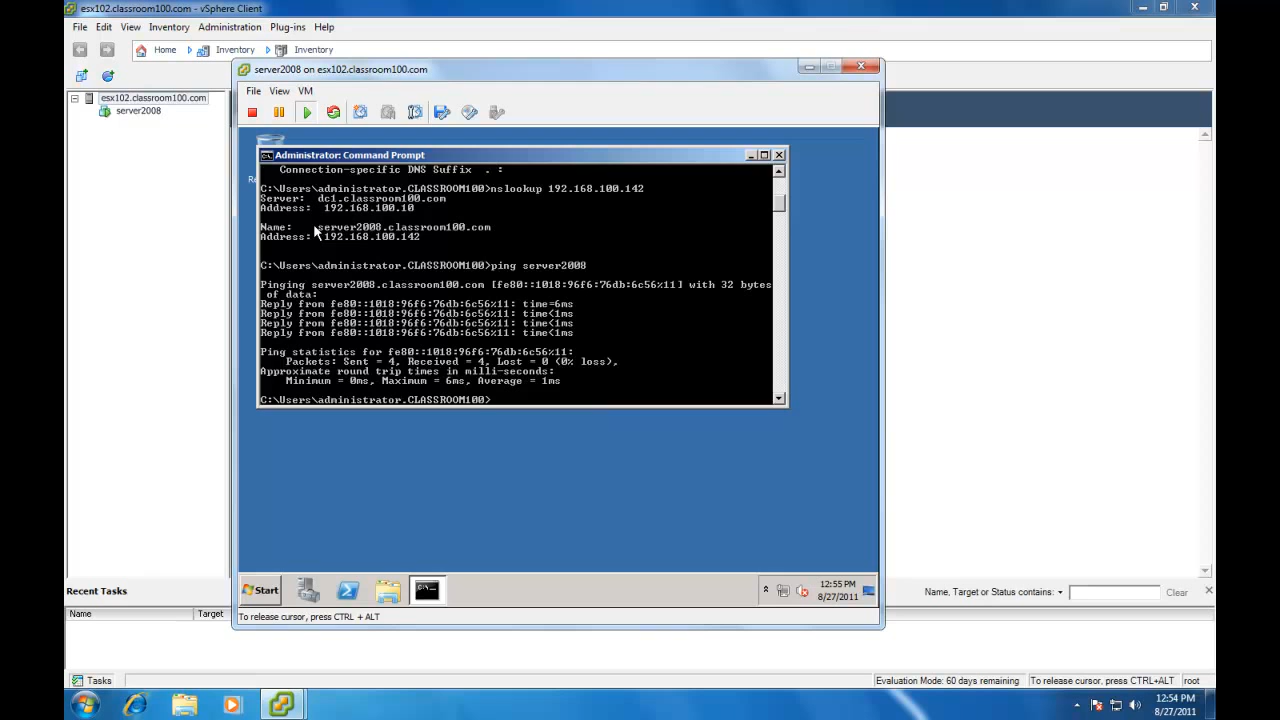 esx102.classroom100.com - vSphere Client
File Edit View Inventory Administration Plug-ins Help
Home Inventory Inventory
esx102.classroom100.com
server2008
server2008 on esx102.classroom100.com
File View VM
Administrator: Command Prompt
Connection-specific DNS Suffix . :
C:\Users\administrator.CLASSROOM100>nslookup 192.168.100.142
Server: dc1.classroom100.com
Address: 192.168.100.10
Name: server2008.classroom100.com
Address: 192.168.100.142
C:\Users\administrator.CLASSROOM100>ping server2008
Pinging server2008.classroom100.com [fe80::1018:96f6:76db:6c56%11] with 32 bytes
of data:
Reply from fe80::1018:96f6:76db:6c56%11: time=6ms
Reply from fe80::1018:96f6:76db:6c56%11: time<1ms
Reply from fe80::1018:96f6:76db:6c56%11: time<1ms
Reply from fe80::1018:96f6:76db:6c56%11: time<1ms
Ping statistics for fe80::1018:96f6:76db:6c56%11:
Packets: Sent = 4, Received = 4, Lost = 0 (0% loss),
Approximate round trip times in milli-seconds:
Minimum = 0ms, Maximum = 6ms, Average = 1ms
C:\Users\administrator.CLASSROOM100>
Start
12:55 PM
8/27/2011
To release cursor, press CTRL + ALT
Recent Tasks
Name, Target or Status contains: Clear
Name Target
Tasks
Evaluation Mode: 60 days remaining
To release cursor, press CTRL+ALT
root
12:54 PM
8/27/2011